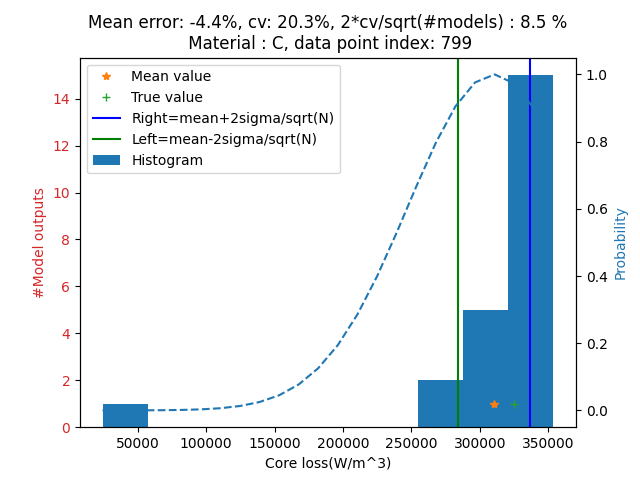 Mean error: -4.4%, cv: 20.3%, 2*cv/sqrt(#models) : 8.5 %
Material : C, data point index: 799
Mean value
True value
Right=mean+2sigma/sqrt(N)
Left=mean-2sigma/sqrt(N)
Histogram
#Model outputs
14
12
10
8
6
4
2
0
1.0
0.8
0.6
0.4
0.2
0.0
Probability
50000 100000 150000 200000 250000 300000 350000
Core loss(W/m^3)